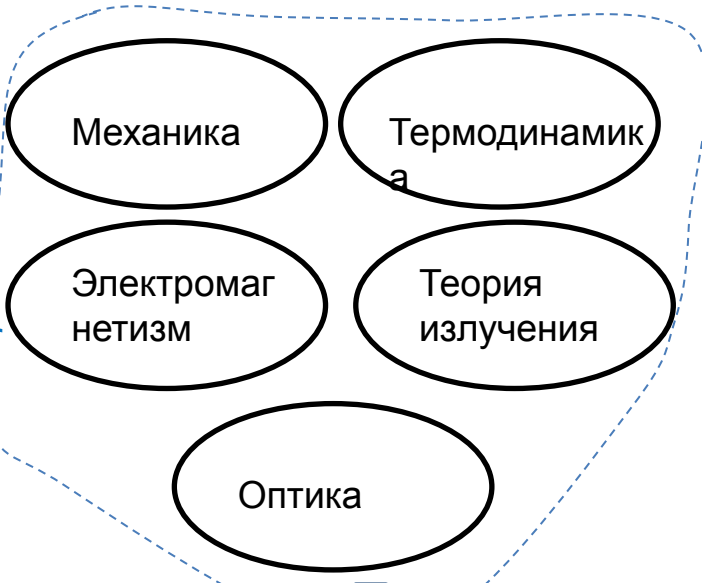 Механика
Термодинамик
а
Электромаг
нетизм
Теория
излучения
Оптика